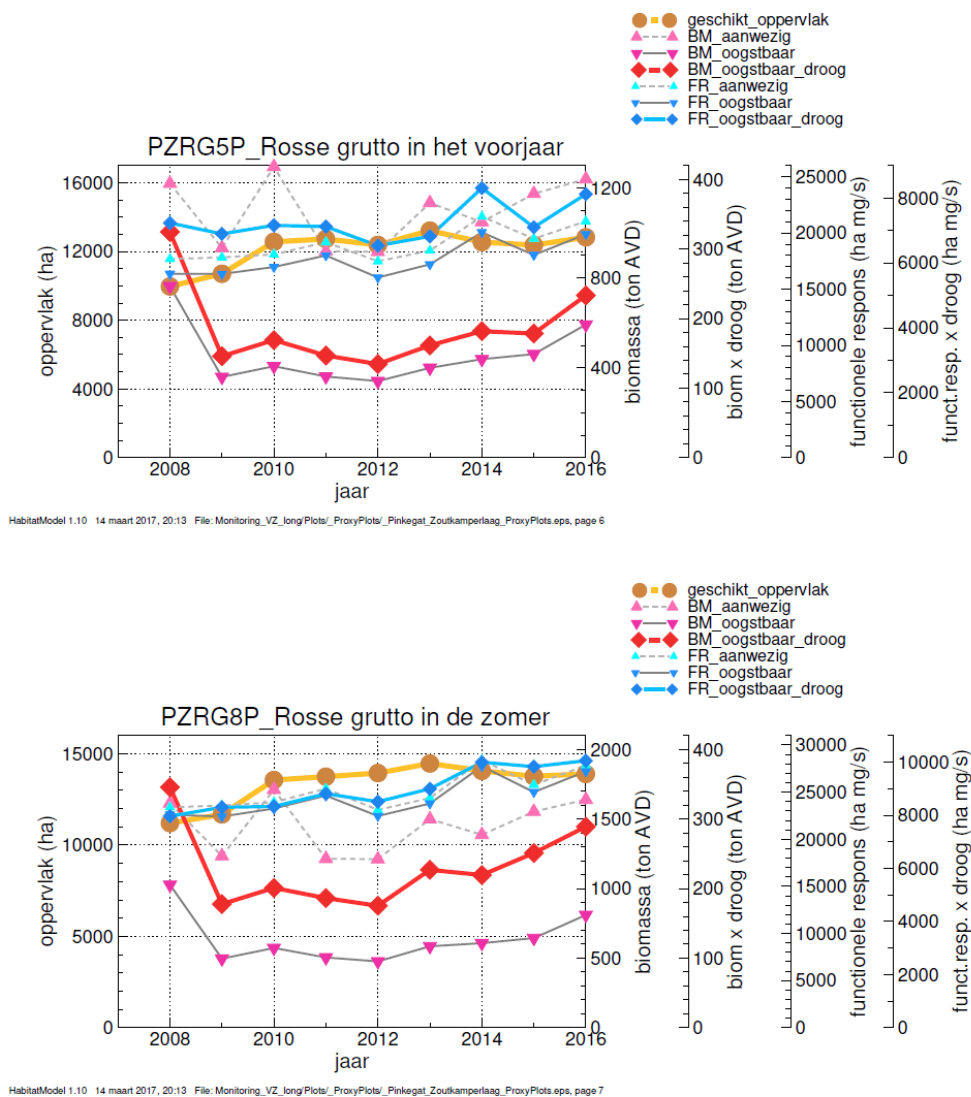 geschikt_oppervlak
BM_aanwezig
BM_oogstbaar
BM_oogstbaar_droog
FR_aanwezig
FR_oogstbaar
FR_oogstbaar_droog
PZRG5P_Rosse grutto in het voorjaar
16000
12000
8000
4000
0
oppervlak (ha)
2008
2010
2012
2014
2016
jaar
1200
800
400
0
biomassa (ton AVD)
400
300
200
100
0
biom x droog (ton AVD)
25000
20000
15000
10000
5000
0
functionele respons (ha mg/s)
8000
6000
4000
2000
0
funct.resp. x droog (ha mg/s)
HabitatModel 1.10 14 maart 2017, 20:13 File: Monitoring_VZ_long/Plots/_ProxyPlots/_Pinkegat_Zoutkamperlaag_ProxyPlots.eps, page 6
geschikt_oppervlak
BM_aanwezig
BM_oogstbaar
BM_oogstbaar_droog
FR_aanwezig
FR_oogstbaar
FR_oogstbaar_droog
PZRG8P_Rosse grutto in de zomer
15000
10000
5000
0
oppervlak (ha)
2008
2010
2012
2014
2016
jaar
2000
1500
1000
500
0
biomassa (ton AVD)
400
300
200
100
0
biom x droog (ton AVD)
30000
25000
20000
15000
10000
5000
0
functionele respons (ha mg/s)
10000
8000
6000
4000
2000
0
funct.resp. x droog (ha mg/s)
HabitatModel 1.10 14 maart 2017, 20:13 File: Monitoring_VZ_long/Plots/_ProxyPlots/_Pinkegat_Zoutkamperlaag_ProxyPlots.eps, page 7